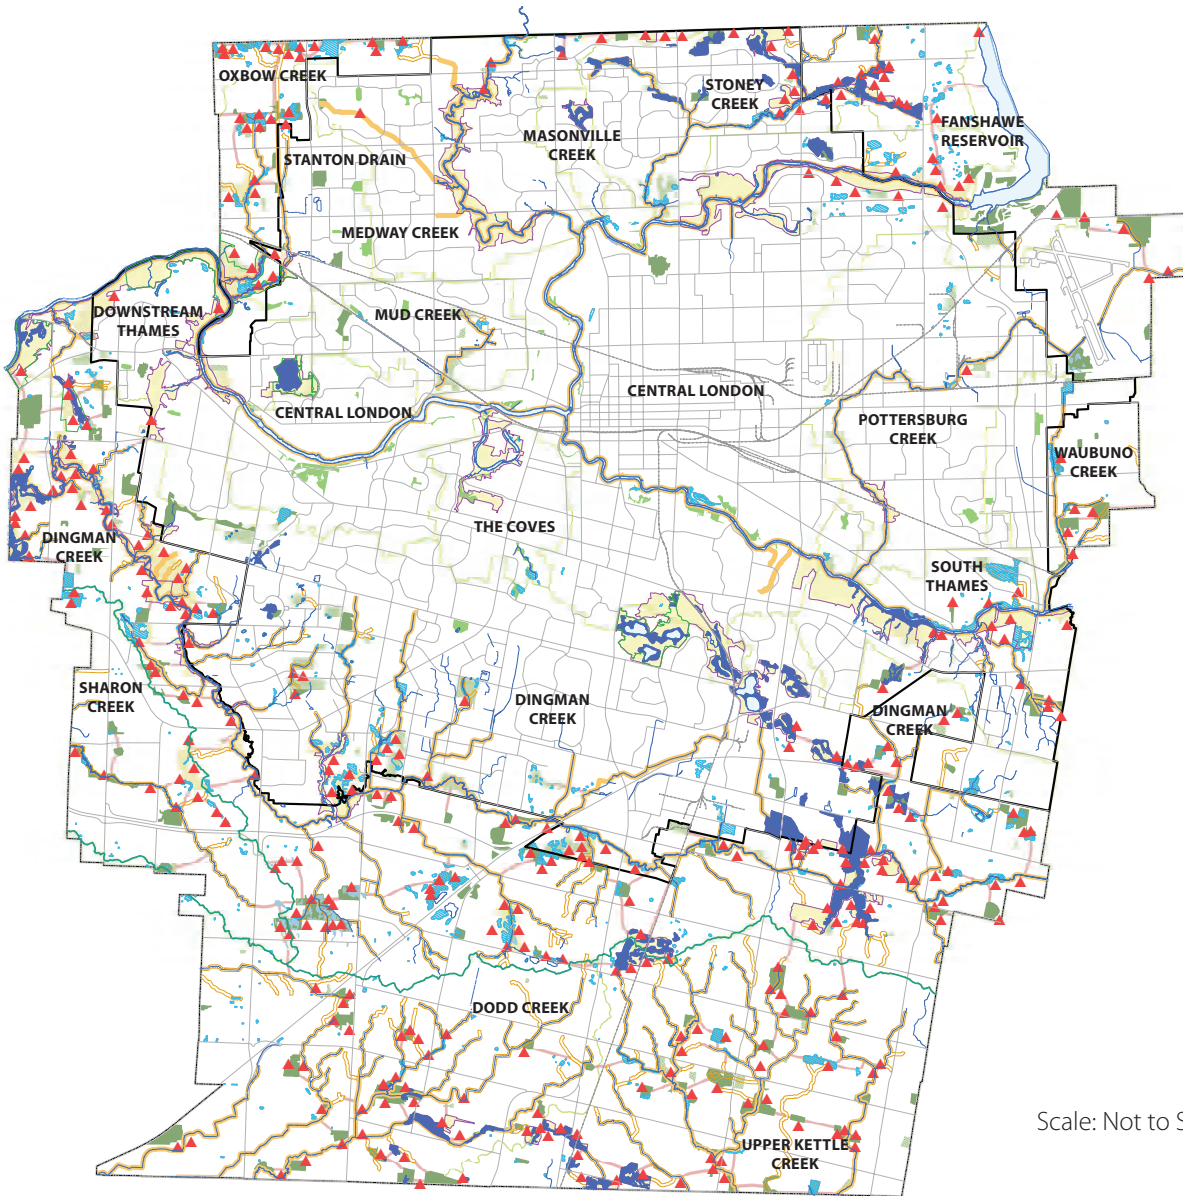 OXBOW CREEK
STONEY
CREEK
MASONVILLE
CREEK
FANSHAWE
RESERVOIR
STANTON DRAIN
MEDWAY CREEK
DOWNSTREAM
THAMES
MUD CREEK
CENTRAL LONDON
CENTRAL LONDON
POTTERSBURG
CREEK
WAUBUNO
CREEK
THE COVES
DINGMAN
CREEK
SOUTH
THAMES
SHARON
CREEK
DINGMAN
CREEK
DINGMAN
CREEK
DODD CREEK
Scale: Not to S
UPPER KETTLE
CREEK